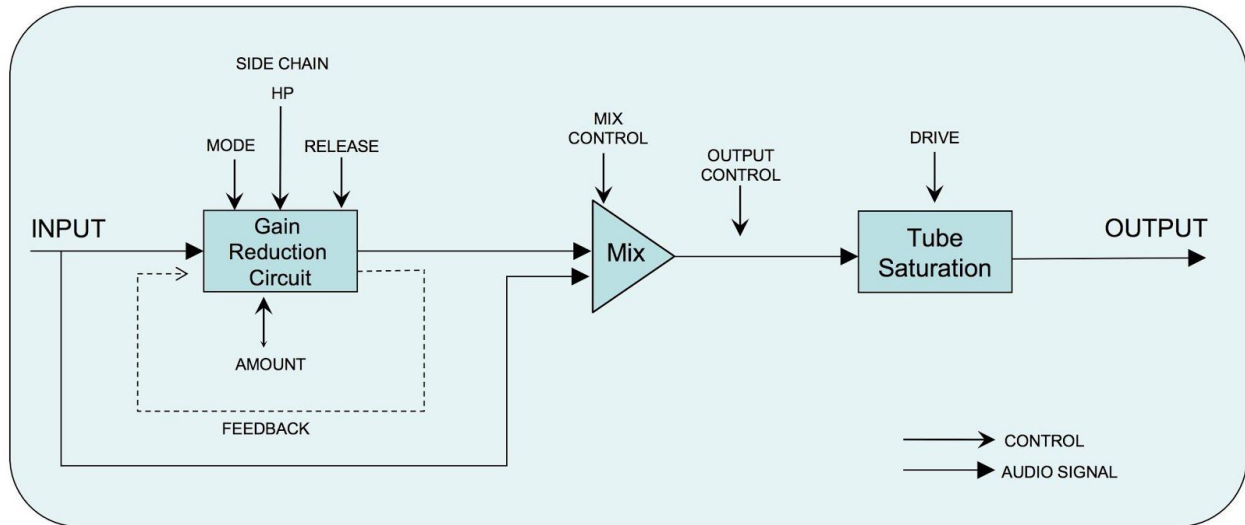 SIDE CHAIN
HP
MODE
RELEASE
MIX
CONTROL
OUTPUT
CONTROL
DRIVE
INPUT
Gain
Reduction
Circuit
Mix
Tube
Saturation
OUTPUT
AMOUNT
FEEDBACK
CONTROL
AUDIO SIGNAL